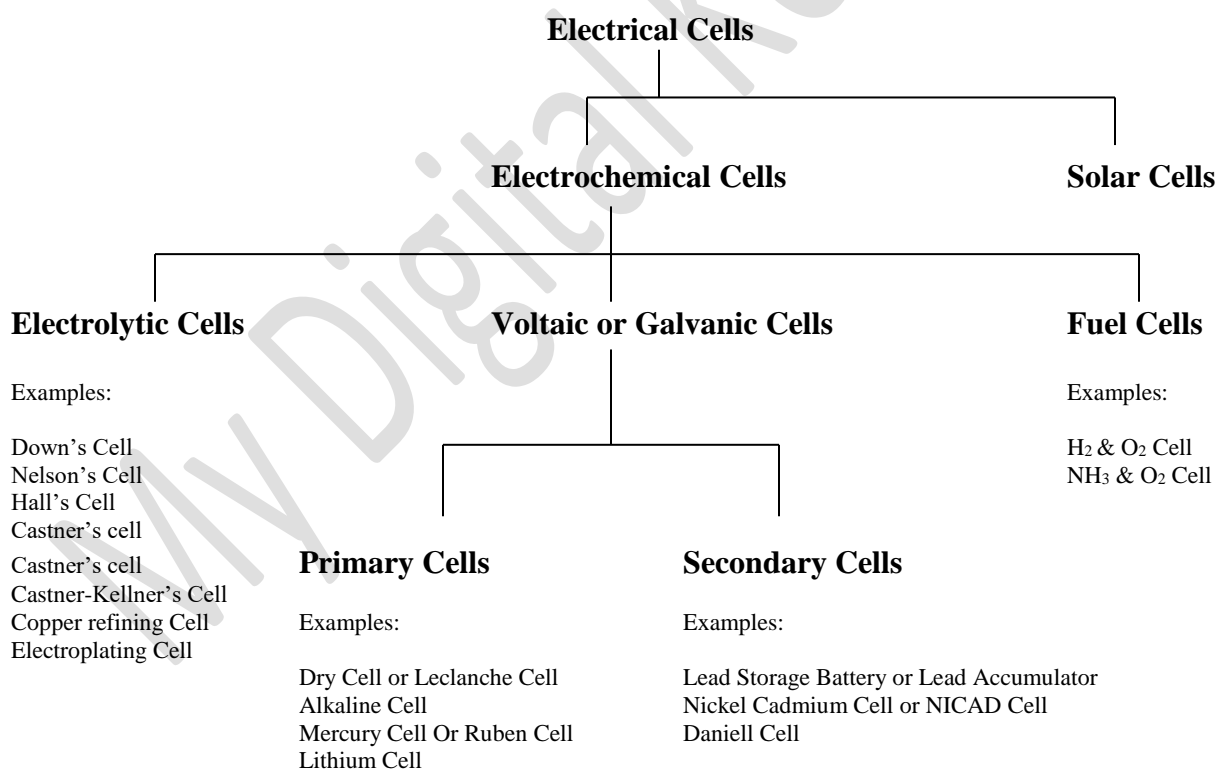 Electrical Cells
Electrochemical Cells
Solar Cells
Electrolytic Cells
Voltaic or Galvanic Cells
Fuel Cells
Examples:
Down’s Cell
Nelson’s Cell
Hall’s Cell
Castner’s cell
Castner’s cell
Castner-Kellner’s Cell
Copper refining Cell
Electroplating Cell
Examples:
H2 & O2 Cell
NH3 & O2 Cell
Primary Cells
Examples:
Dry Cell or Leclanche Cell
Alkaline Cell
Mercury Cell Or Ruben Cell
Lithium Cell
Secondary Cells
Examples:
Lead Storage Battery or Lead Accumulator
Nickel Cadmium Cell or NICAD Cell
Daniell Cell
My Digital